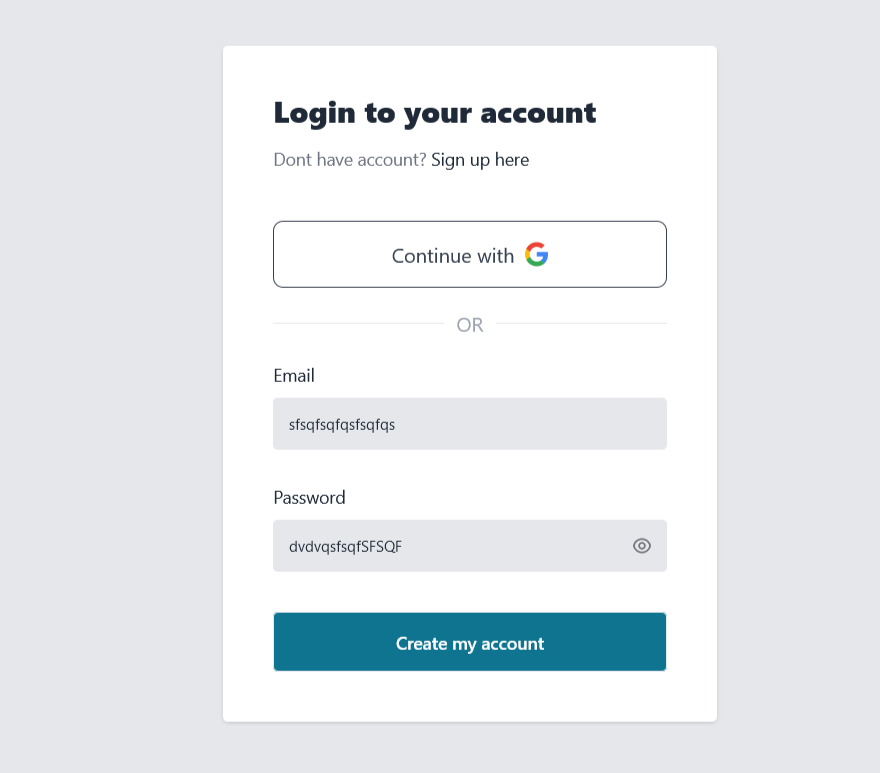 Login to your account
Dont have account? Sign up here
Continue with
OR
Email
sfsqfsqfqsfsqfqs
Password
dvdvqsfsqfSFSQF
Create my account